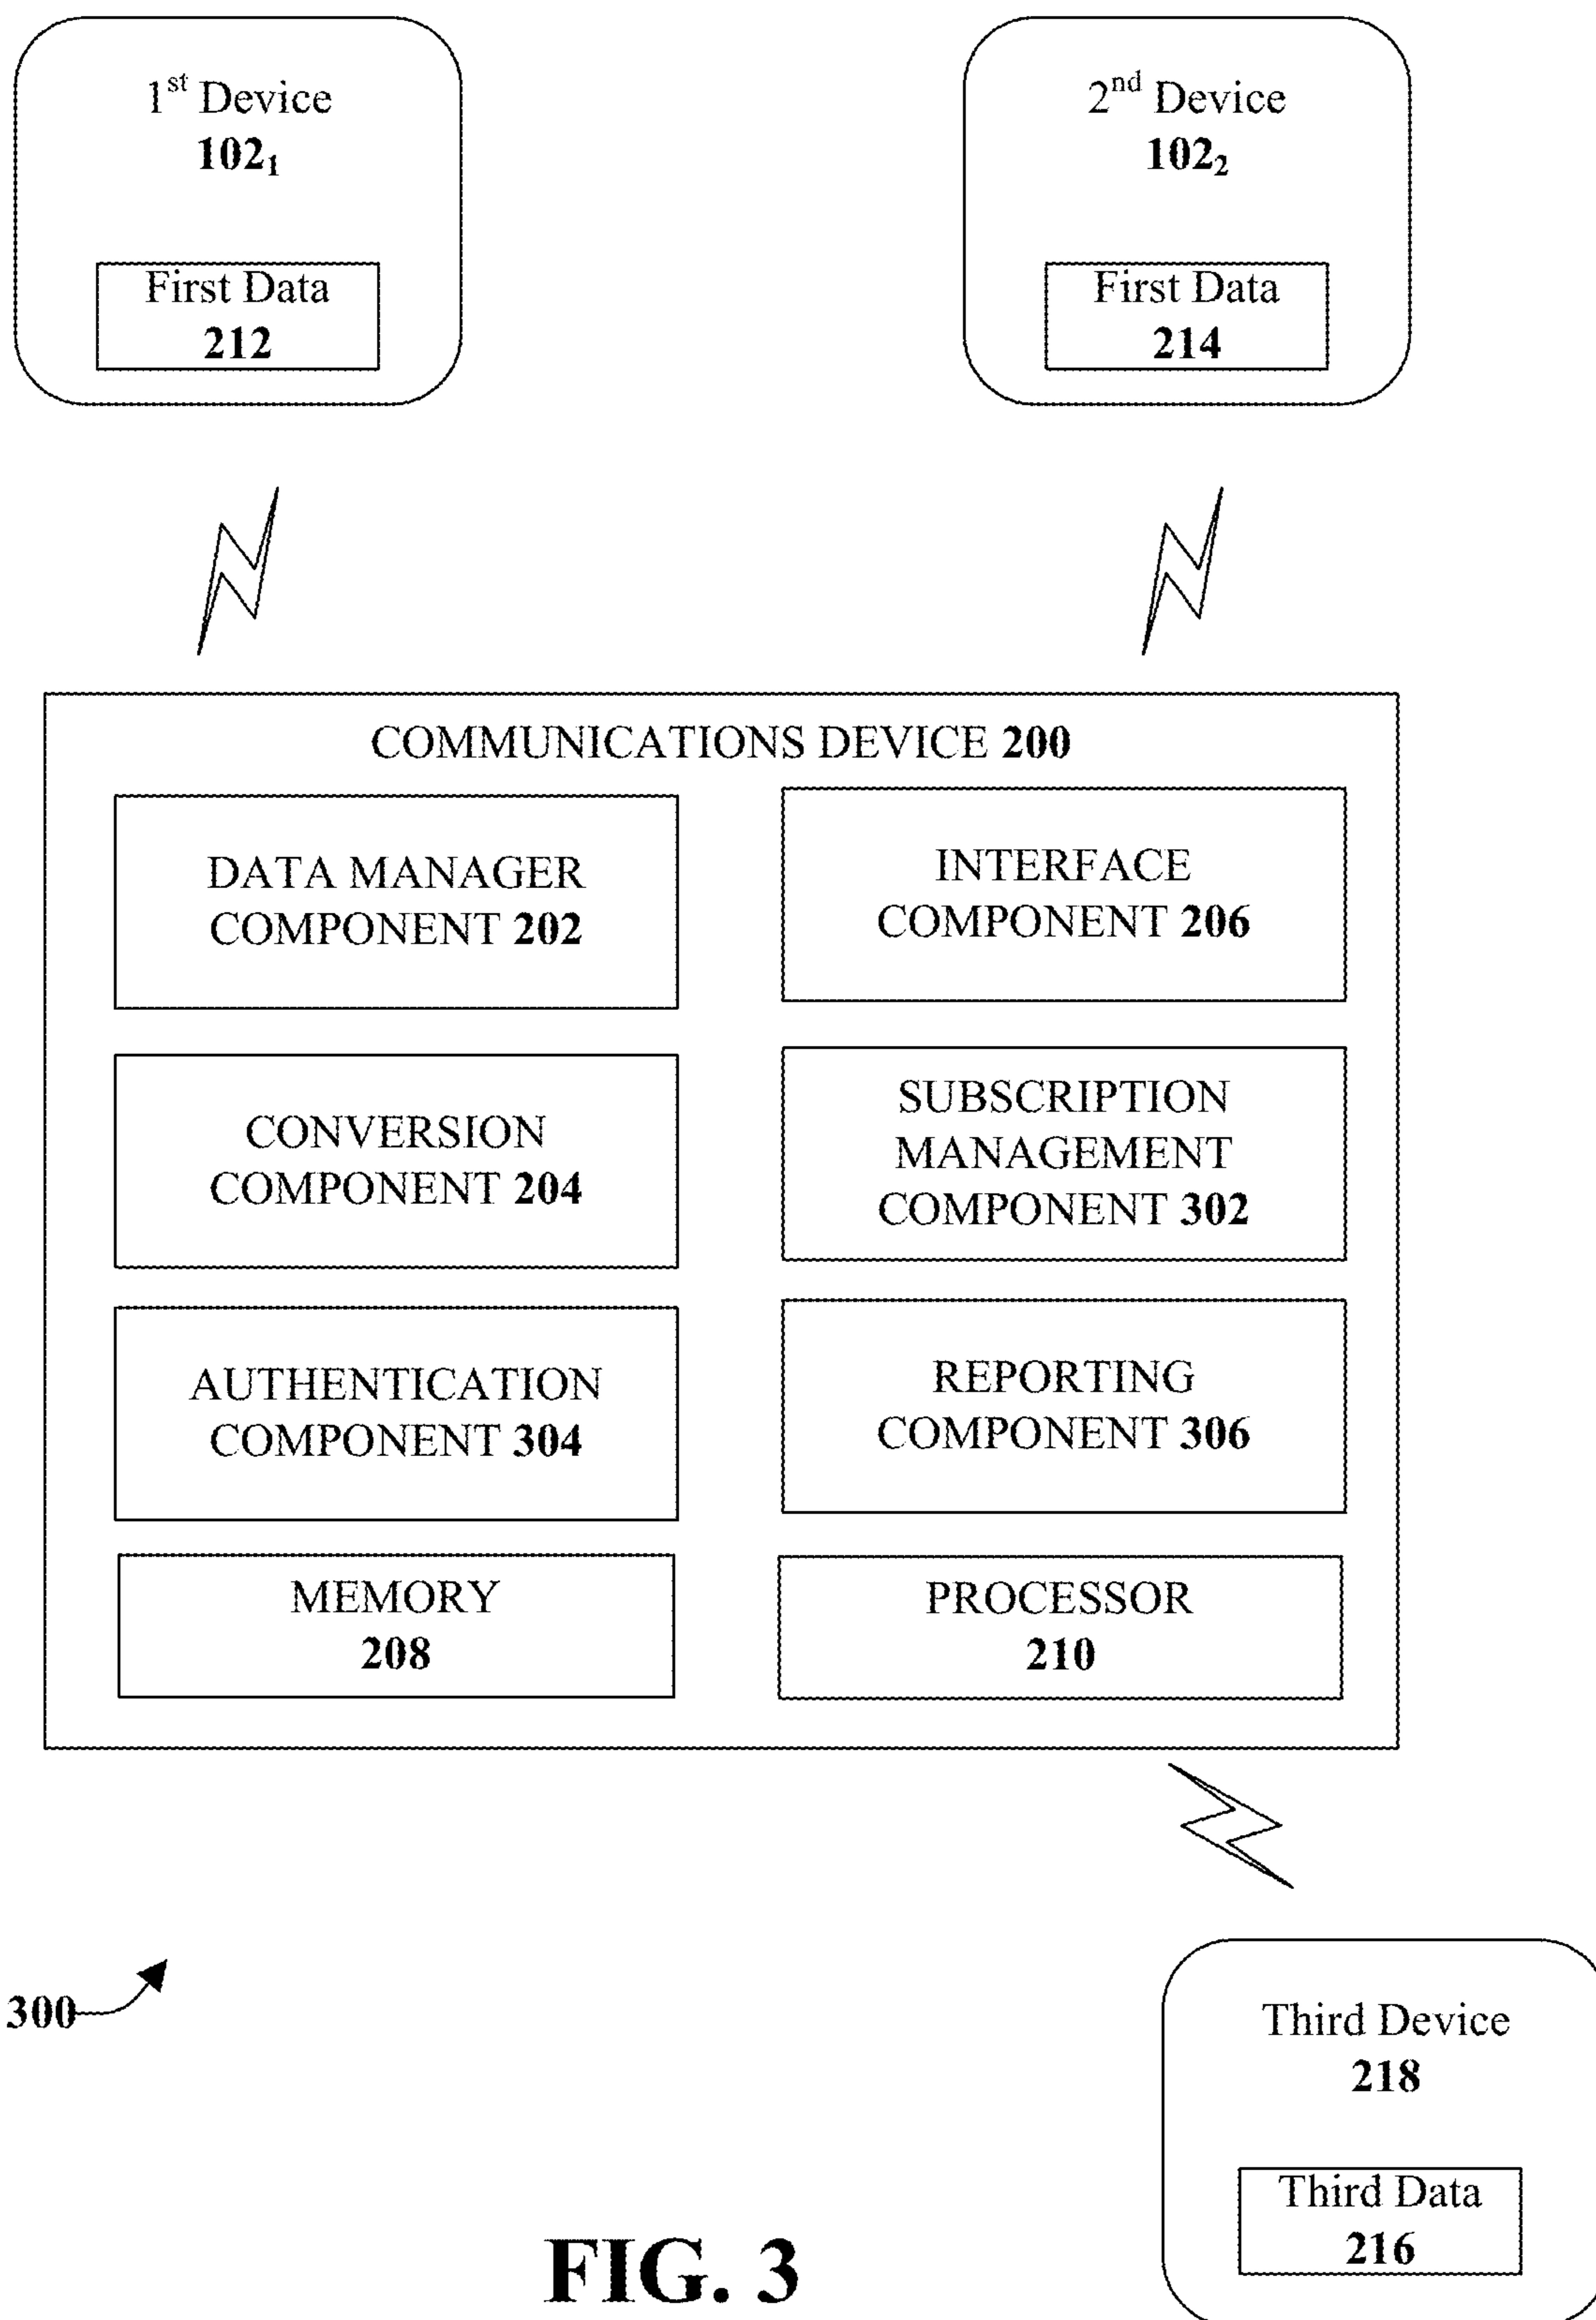 1st Device
102₁
First Data
212
2nd Device
102₂
First Data
214
COMMUNICATIONS DEVICE 200
DATA MANAGER
COMPONENT 202
INTERFACE
COMPONENT 206
CONVERSION
COMPONENT 204
SUBSCRIPTION
MANAGEMENT
COMPONENT 302
AUTHENTICATION
COMPONENT 304
REPORTING
COMPONENT 306
MEMORY
208
PROCESSOR
210
300
Third Device
218
Third Data
216
FIG. 3